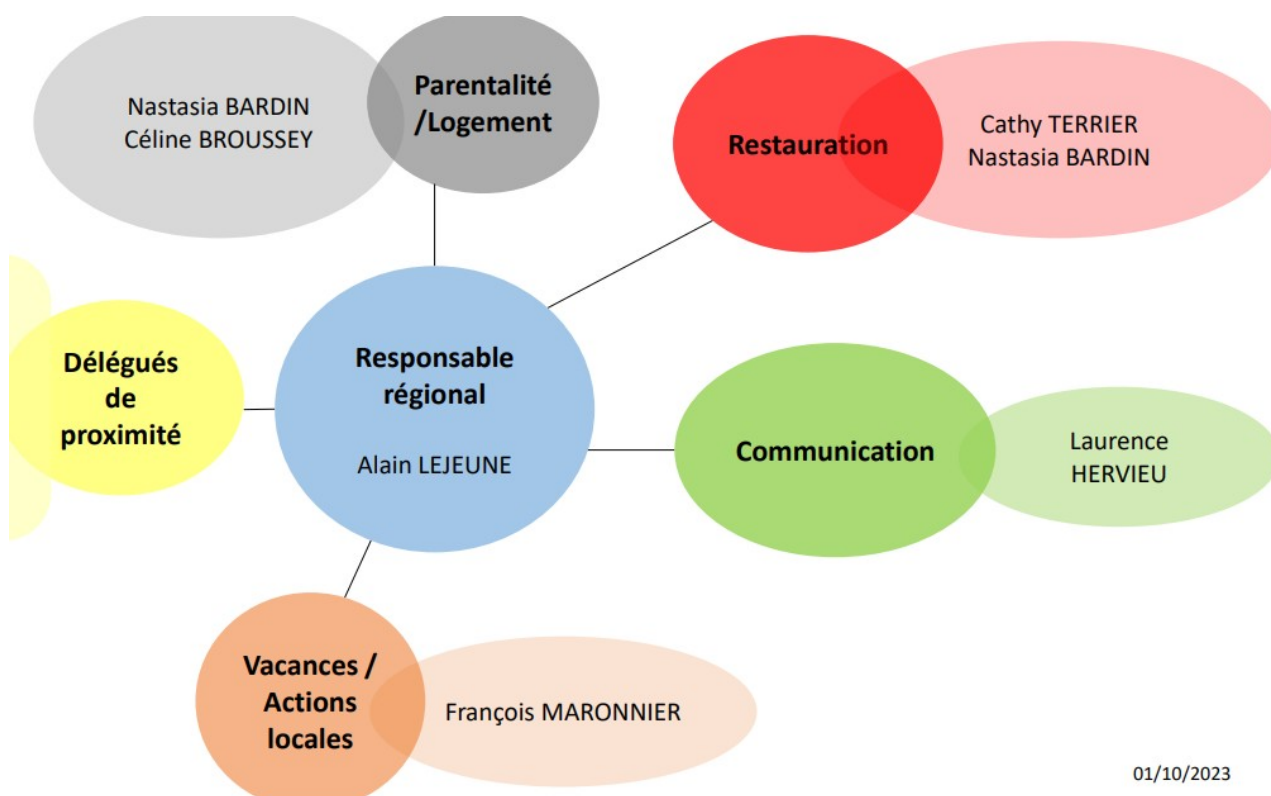 Nastasia BARDIN
Céline BROUSSEY
Parentalité
/Logement
Restauration
Cathy TERRIER
Nastasia BARDIN
Délégués
de
proximité
Responsable
régional
Alain LEJEUNE
Communication
Laurence
HERVIEU
Vacances /
Actions
locales
François MARONNIER
01/10/2023